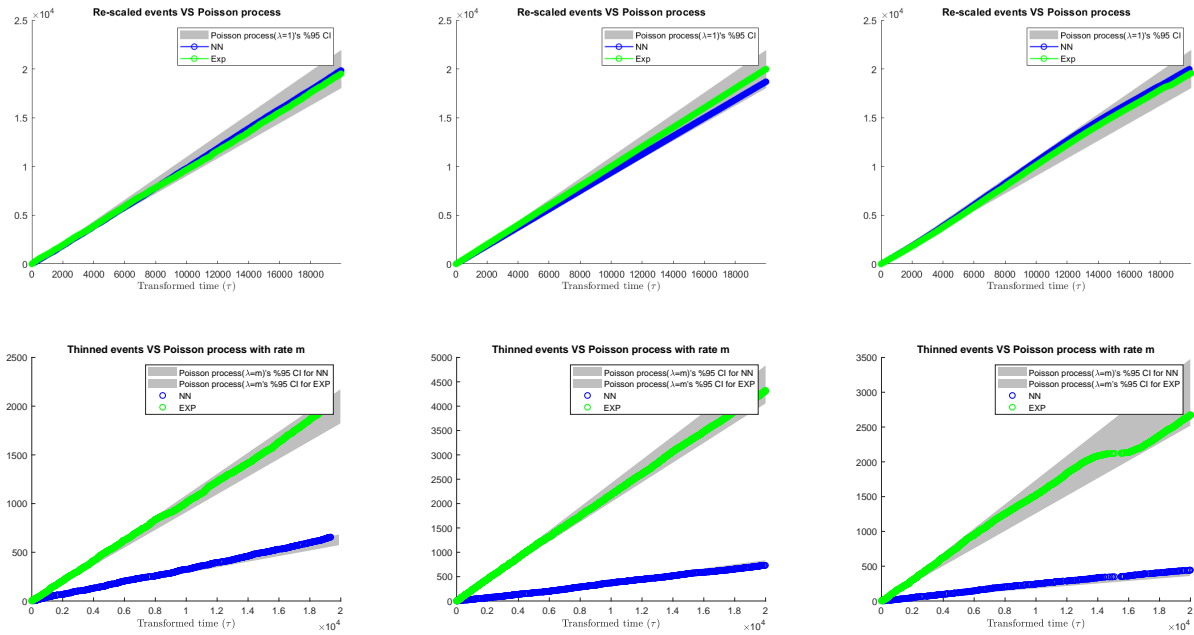 Re-scaled events VS Poisson process
×10⁴
Poisson process(λ=1)'s %95 CI
NN
Exp
2.5
2
1.5
1
0.5
0
0 2000 4000 6000 8000 10000 12000 14000 16000 18000
Transformed time (τ)
Re-scaled events VS Poisson process
×10⁴
Poisson process(λ=1)'s %95 CI
NN
Exp
2.5
2
1.5
1
0.5
0
0 2000 4000 6000 8000 10000 12000 14000 16000 18000
Transformed time (τ)
Re-scaled events VS Poisson process
×10⁴
Poisson process(λ=1)'s %95 CI
NN
Exp
2.5
2
1.5
1
0.5
0
0 2000 4000 6000 8000 10000 12000 14000 16000 18000
Transformed time (τ)
Thinned events VS Poisson process with rate m
Poisson process(λ=m)'s %95 CI for NN
Poisson process(λ=m's %95 CI for EXP
NN
EXP
2500
2000
1500
1000
500
0
0 0.2 0.4 0.6 0.8 1 1.2 1.4 1.6 1.8 2
Transformed time (τ)
×10⁴
Thinned events VS Poisson process with rate m
Poisson process(λ=m)'s %95 CI for NN
Poisson process(λ=m's %95 CI for EXP
NN
EXP
5000
4500
4000
3500
3000
2500
2000
1500
1000
500
0
0 0.2 0.4 0.6 0.8 1 1.2 1.4 1.6 1.8 2
Transformed time (τ)
×10⁴
Thinned events VS Poisson process with rate m
Poisson process(λ=m)'s %95 CI for NN
Poisson process(λ=m's %95 CI for EXP
NN
EXP
3500
3000
2500
2000
1500
1000
500
0
0 0.2 0.4 0.6 0.8 1 1.2 1.4 1.6 1.8 2
Transformed time (τ)
×10⁴